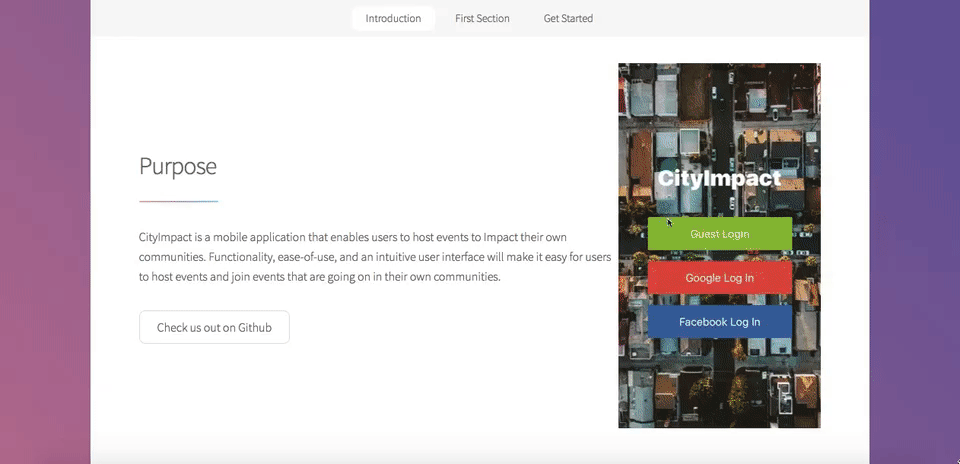 Introduction
First Section
Get Started
Purpose
CityImpact is a mobile application that enables users to host events to Impact their own
communities. Functionality, ease-of-use, and an intuitive user interface will make it easy for users
to host events and join events that are going on in their own communities.
Check us out on Github
CityImpact
Guest Login
Google Log In
Facebook Log In